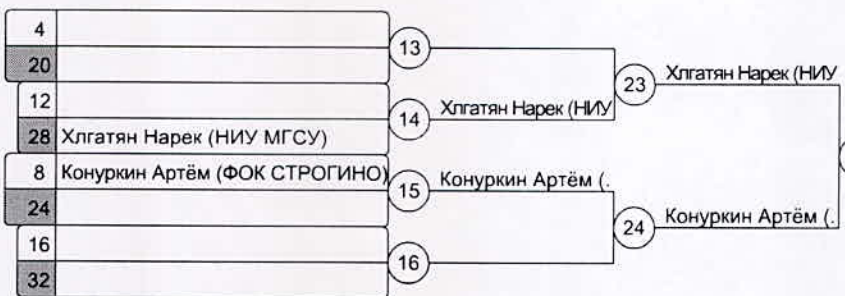 4
20
13
12
28 Хлгатян Нарек (НИУ МГСУ)
14
Хлгатян Нарек (НИУ
23
Хлгатян Нарек (НИУ
8 Конуркин Артём (ФОК СТРОГИНО)
24
15
Конуркин Артём (.
16
32
16
24
Конуркин Артём (.